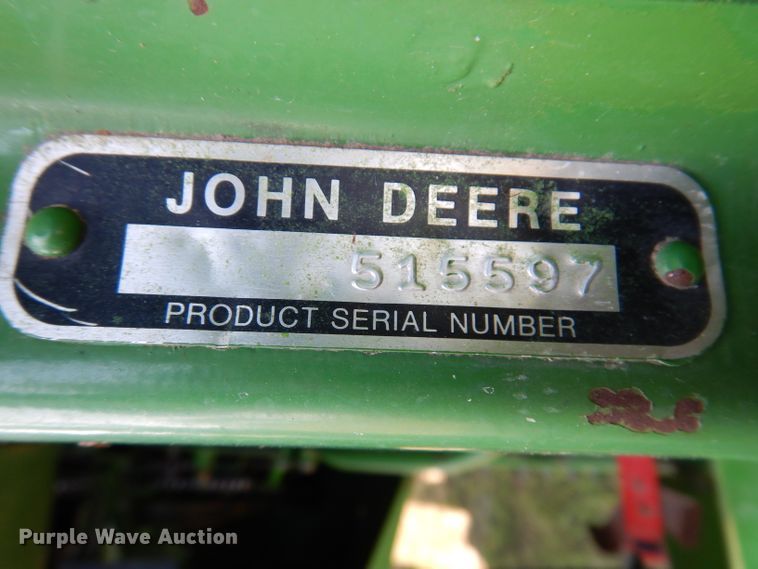 JOHN DEERE
515597
PRODUCT SERIAL NUMBER
Purple Wave Auction